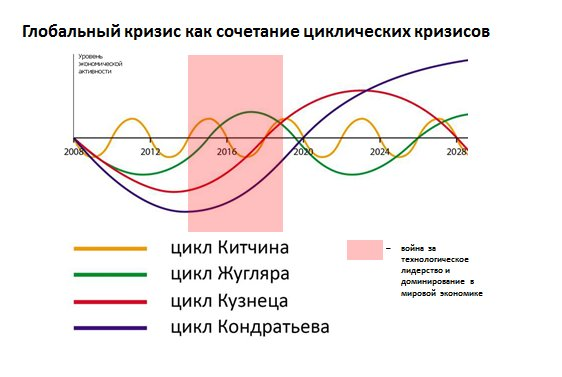 Глобальный кризис как сочетание циклических кризисов
Уровень
экономической
активности
2008
2012
2016
2020
2024
2028
цикл Китчина
цикл Жугляра
цикл Кузнеца
цикл Кондратьева
– война за
технологическое
лидерство и
доминирование в
мировой экономике